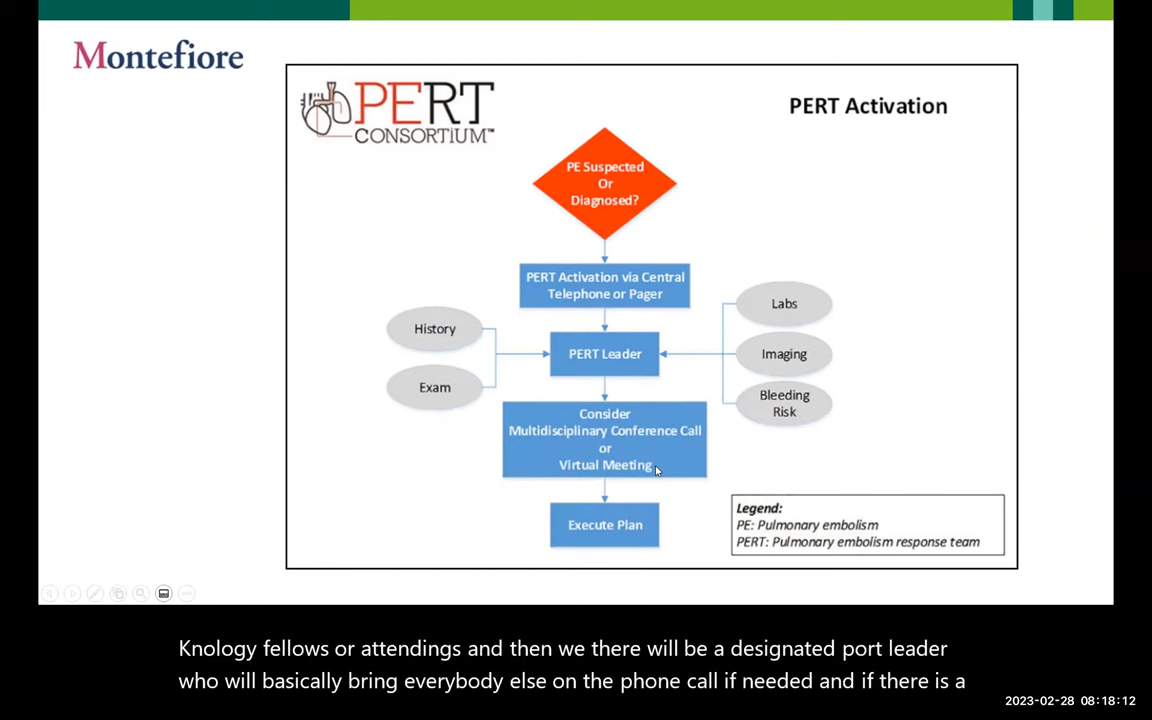 Montefiore
PERT
CONSORTIUM™
PERT Activation
PE Suspected
Or
Diagnosed?
PERT Activation via Central
Telephone or Pager
History
Exam
PERT Leader
Labs
Imaging
Bleeding
Risk
Consider
Multidisciplinary Conference Call
or
Virtual Meeting
Execute Plan
Legend:
PE: Pulmonary embolism
PERT: Pulmonary embolism response team
Knology fellows or attendings and then we there will be a designated port leader
who will basically bring everybody else on the phone call if needed and if there is a
2023-02-28 08:18:12